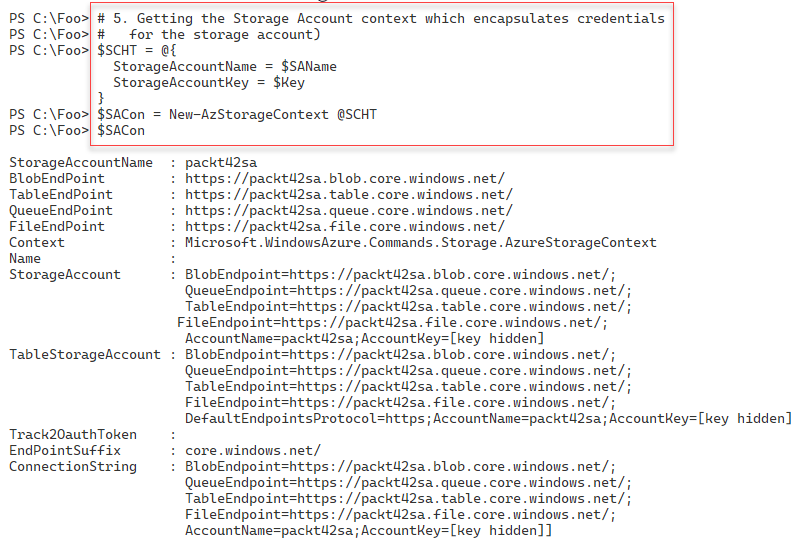 PS C:\Foo> # 5. Getting the Storage Account context which encapsulates credentials
PS C:\Foo> #   for the storage account)
PS C:\Foo> $SCHT = @{
             StorageAccountName = $SAName
             StorageAccountKey = $Key
           }
PS C:\Foo> $SACon = New-AzStorageContext @SCHT
PS C:\Foo> $SACon
StorageAccountName  : packt42sa
BlobEndPoint        : https://packt42sa.blob.core.windows.net/
TableEndPoint       : https://packt42sa.table.core.windows.net/
QueueEndPoint       : https://packt42sa.queue.core.windows.net/
FileEndPoint        : https://packt42sa.file.core.windows.net/
Context             : Microsoft.WindowsAzure.Commands.Storage.AzureStorageContext
Name                :
StorageAccount      : BlobEndpoint=https://packt42sa.blob.core.windows.net/;
                      QueueEndpoint=https://packt42sa.queue.core.windows.net/;
                      TableEndpoint=https://packt42sa.table.core.windows.net/;
                     FileEndpoint=https://packt42sa.file.core.windows.net/;
                      AccountName=packt42sa;AccountKey=[key hidden]
TableStorageAccount : BlobEndpoint=https://packt42sa.blob.core.windows.net/;
                      QueueEndpoint=https://packt42sa.queue.core.windows.net/;
                      TableEndpoint=https://packt42sa.table.core.windows.net/;
                      FileEndpoint=https://packt42sa.file.core.windows.net/;
                      DefaultEndpointsProtocol=https;AccountName=packt42sa;AccountKey=[key hidden]
Track2OauthToken    :
EndPointSuffix      : core.windows.net/
ConnectionString    : BlobEndpoint=https://packt42sa.blob.core.windows.net/;
                      QueueEndpoint=https://packt42sa.queue.core.windows.net/;
                      TableEndpoint=https://packt42sa.table.core.windows.net/;
                      FileEndpoint=https://packt42sa.file.core.windows.net/;
                      AccountName=packt42sa;AccountKey=[key hidden]]